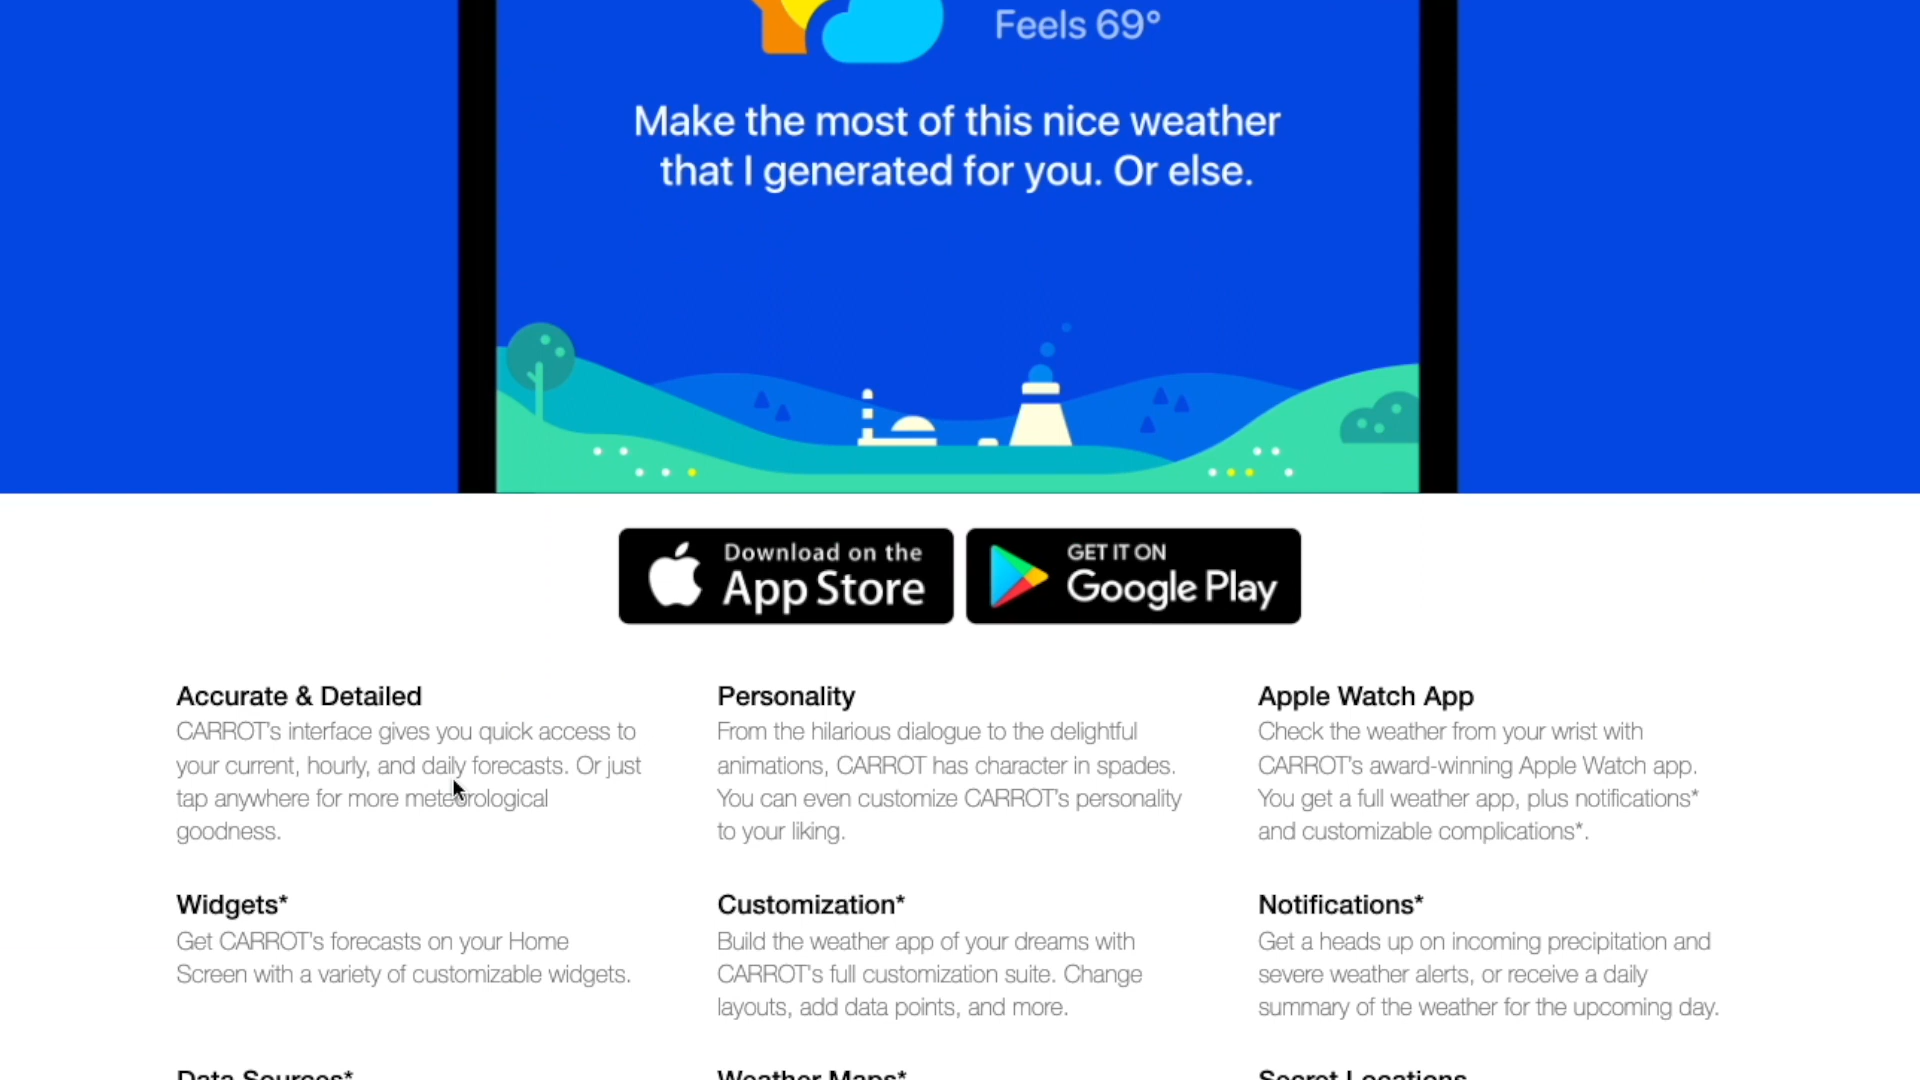 Feels 69°
Make the most of this nice weather
that I generated for you. Or else.
Download on the
App Store
GET IT ON
Google Play
Accurate & Detailed
CARROT's interface gives you quick access to
your current, hourly, and daily forecasts. Or just
tap anywhere for more meteorological
goodness.
Personality
From the hilarious dialogue to the delightful
animations, CARROT has character in spades.
You can even customize CARROT's personality
to your liking.
Apple Watch App
Check the weather from your wrist with
CARROT's award-winning Apple Watch app.
You get a full weather app, plus notifications*
and customizable complications*.
Widgets*
Get CARROT's forecasts on your Home
Screen with a variety of customizable widgets.
Customization*
Build the weather app of your dreams with
CARROT's full customization suite. Change
layouts, add data points, and more.
Notifications*
Get a heads up on incoming precipitation and
severe weather alerts, or receive a daily
summary of the weather for the upcoming day.
Data Sources*
Weather Maps*
Secret Locations